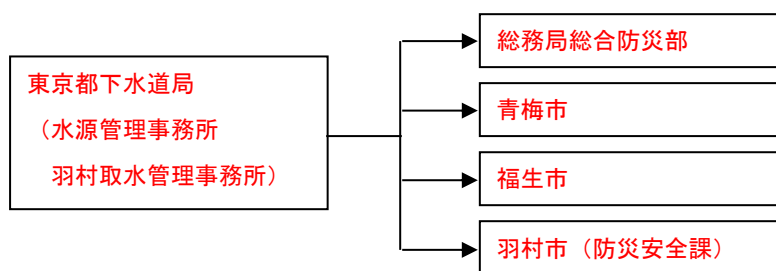 東京都下水道局
（水源管理事務所
羽村取水管理事務所）
総務局総合防災部
青梅市
福生市
羽村市（防災安全課）